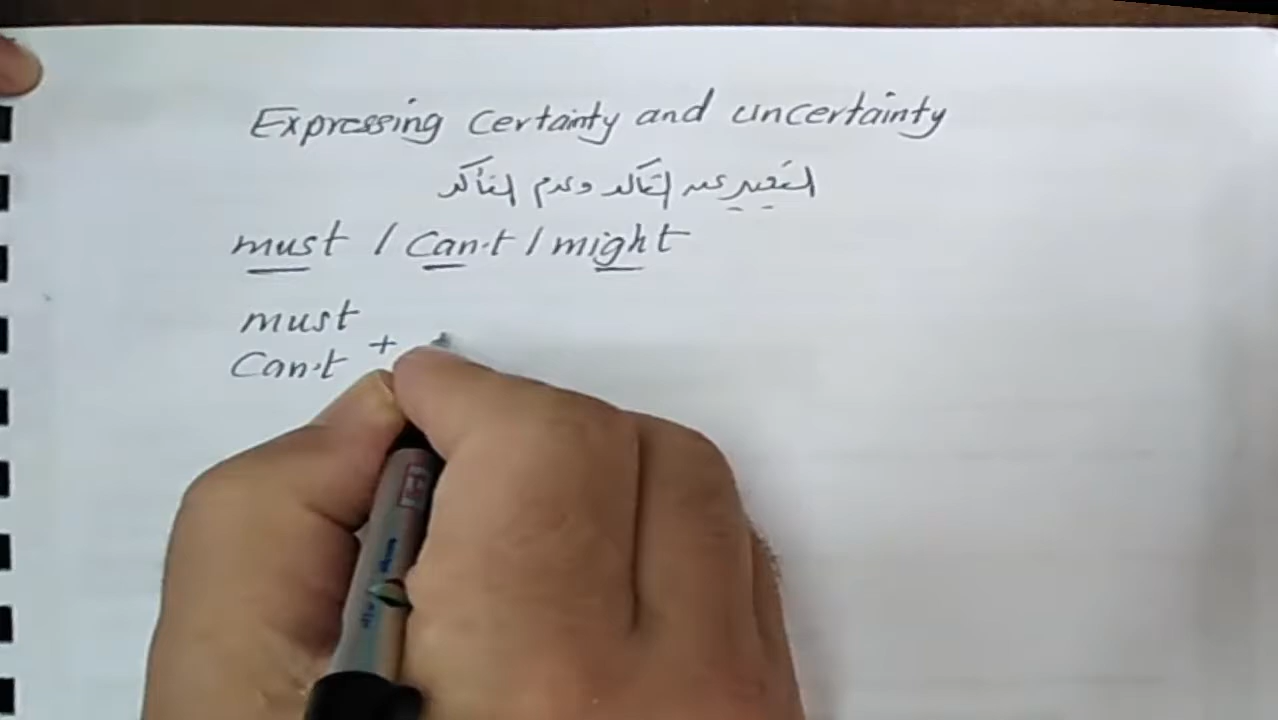 Expressing certainty and uncertainty
التعبير عن التأكد وعدم التأكد
must / Can't / might
must
Can't +